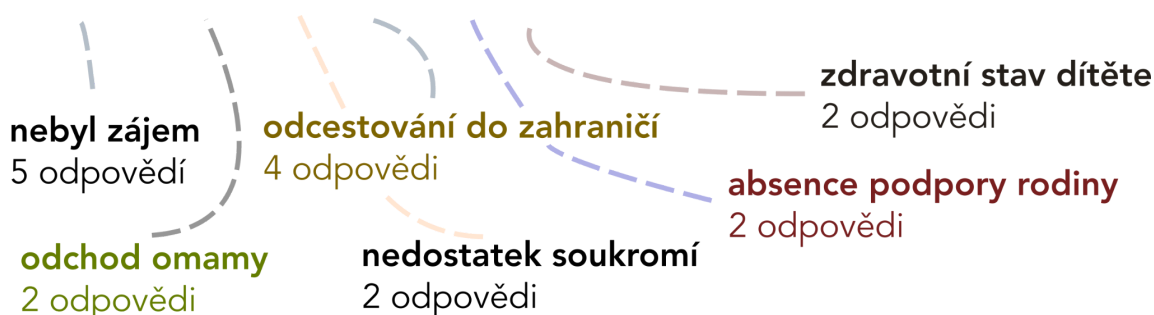 zdravotní stav dítěte
2 odpovědi
nebyl zájem
5 odpovědí
odcestování do zahraničí
4 odpovědi
absence podpory rodiny
2 odpovědi
odchod omamy
2 odpovědi
nedostatek soukromí
2 odpovědi